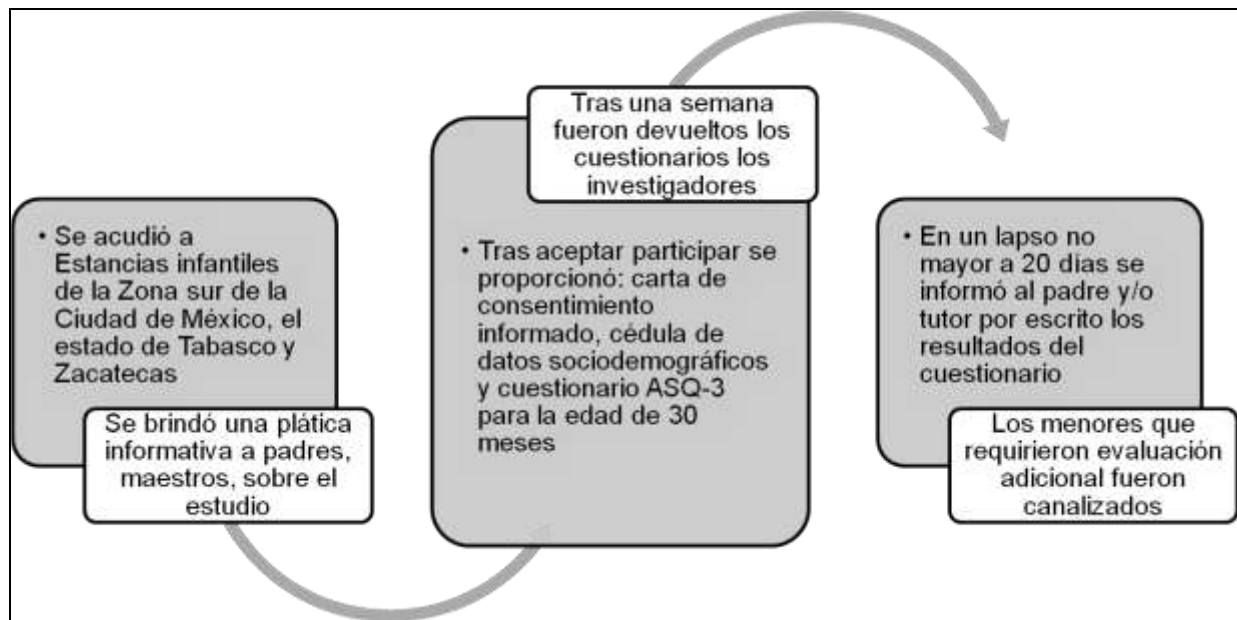 • Se acudió a
Estancias infantiles
de la Zona sur de la
Ciudad de México, el
estado de Tabasco y
Zacatecas
Se brindó una plática
informativa a padres,
maestros, sobre el
estudio
Tras una semana
fueron devueltos los
cuestionarios los
investigadores
• Tras aceptar participar se
proporcionó: carta de
consentimiento
informado, cédula de
datos sociodemográficos
y cuestionario ASQ-3
para la edad de 30
meses
• En un lapso no
mayor a 20 días se
informó al padre y/o
tutor por escrito los
resultados del
cuestionario
Los menores que
requirieron evaluación
adicional fueron
canalizados